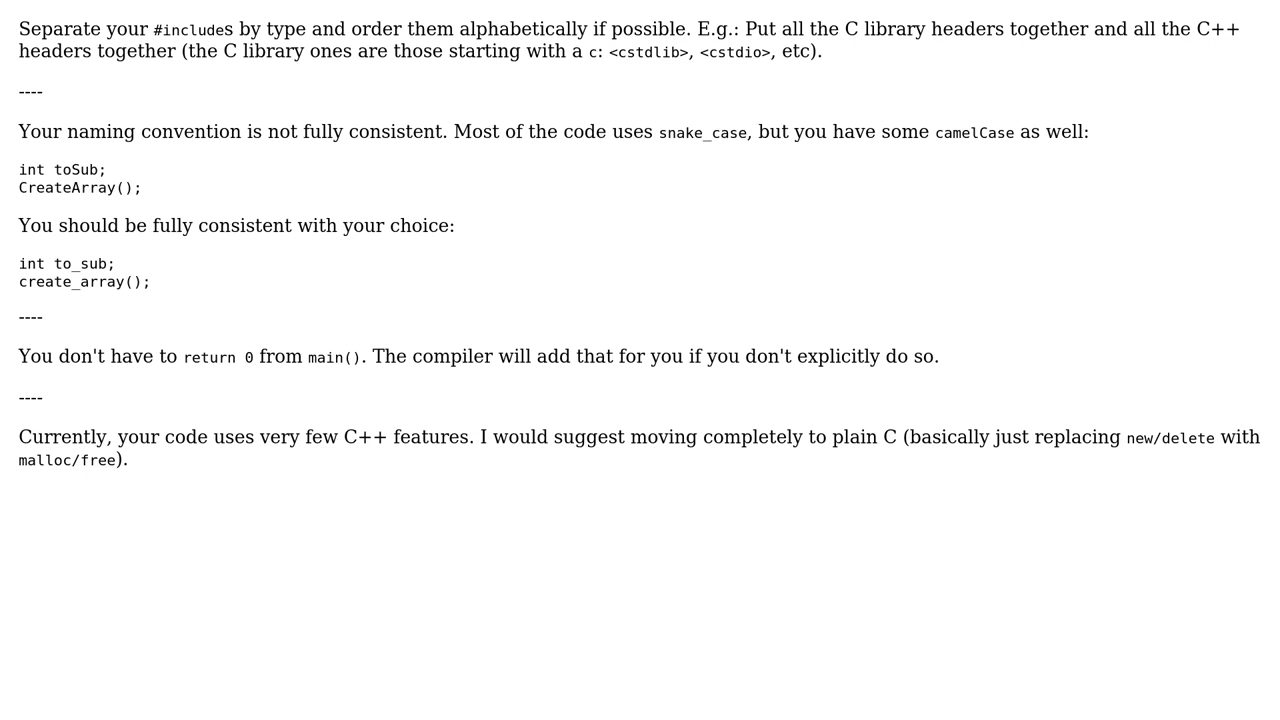 Separate your #includes by type and order them alphabetically if possible. E.g.: Put all the C library headers together and all the C++
headers together (the C library ones are those starting with a c: <cstdlib>, <cstdio>, etc).
----
Your naming convention is not fully consistent. Most of the code uses snake_case, but you have some camelCase as well:
int toSub;
CreateArray();
You should be fully consistent with your choice:
int to_sub;
create_array();
----
You don't have to return 0 from main(). The compiler will add that for you if you don't explicitly do so.
----
Currently, your code uses very few C++ features. I would suggest moving completely to plain C (basically just replacing new/delete with
malloc/free).